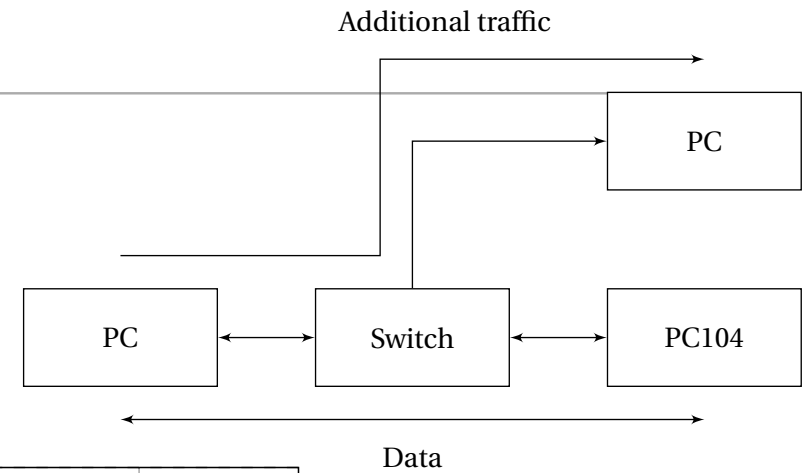 Additional traffic
PC
PC
Switch
PC104
Data